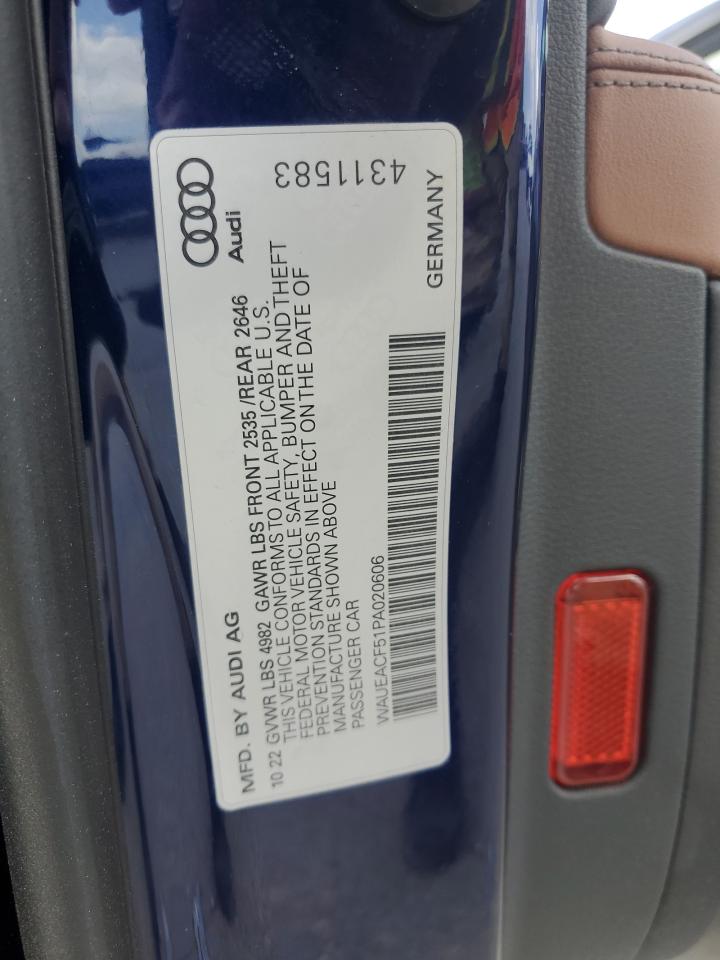 MFD. BY AUDI AG
Audi
10 22 GVWR LBS 4982 GAWR LBS FRONT 2535 /REAR 2646
THIS VEHICLE CONFORMS TO ALL APPLICABLE U.S.
FEDERAL MOTOR VEHICLE SAFETY, BUMPER AND THEFT
PREVENTION STANDARDS IN EFFECT ON THE DATE OF
MANUFACTURE SHOWN ABOVE
PASSENGER CAR
WAUEACF51PA020606
GERMANY
4311583